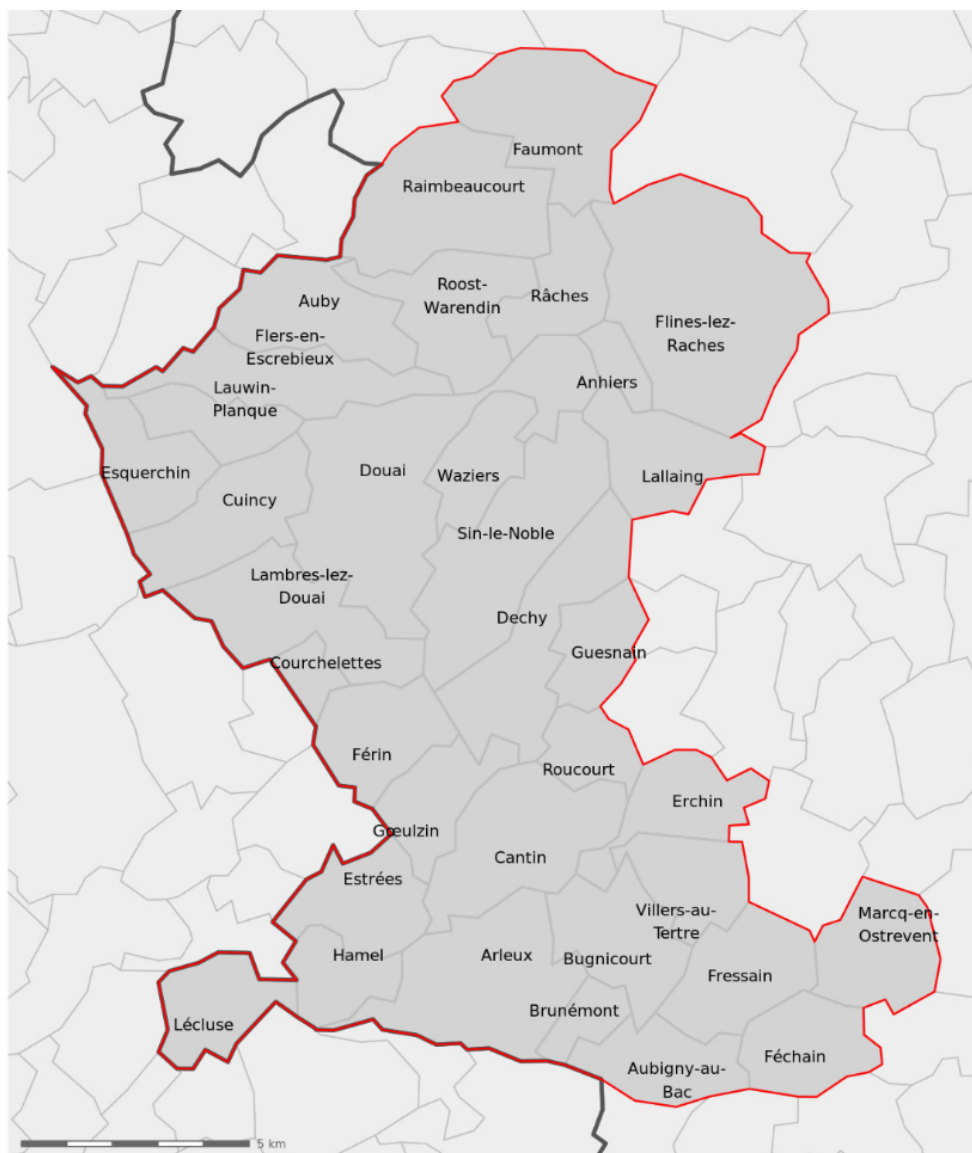 Faumont
Raimbeaucourt
Roost-
Warendin
Râches
Auby
Flers-en-
Escrebieux
Flines-lez-
Raches
Lauwin-
Planque
Anhiers
Esquerchin
Douai
Waziers
Lallaing
Cuincy
Sin-le-Noble
Lambres-lez-
Douai
Dechy
Courchelettes
Guesnain
Férin
Roucourt
Erchin
Gœulzin
Cantin
Estrées
Villers-au-
Tertre
Marcq-en-
Ostrevent
Hamel
Arleux
Bugnicourt
Fressain
Lécluse
Brunémont
Aubigny-au-
Bac
Féchain
5 km